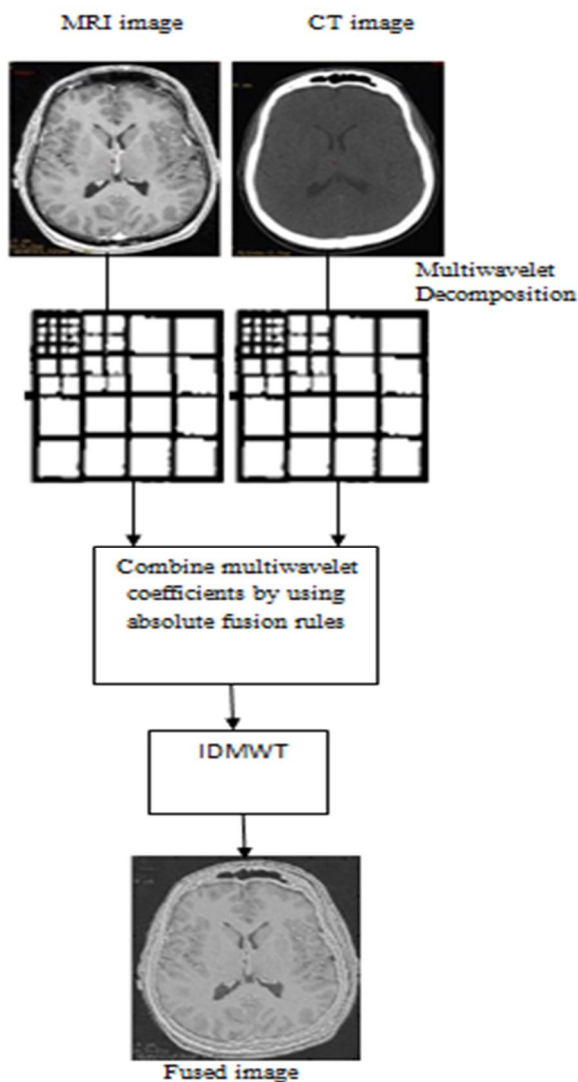 MRI image
CT image
Multiwavelet
Decomposition
Combine multiwavelet
coefficients by using
absolute fusion rules
IDMWT
Fused image